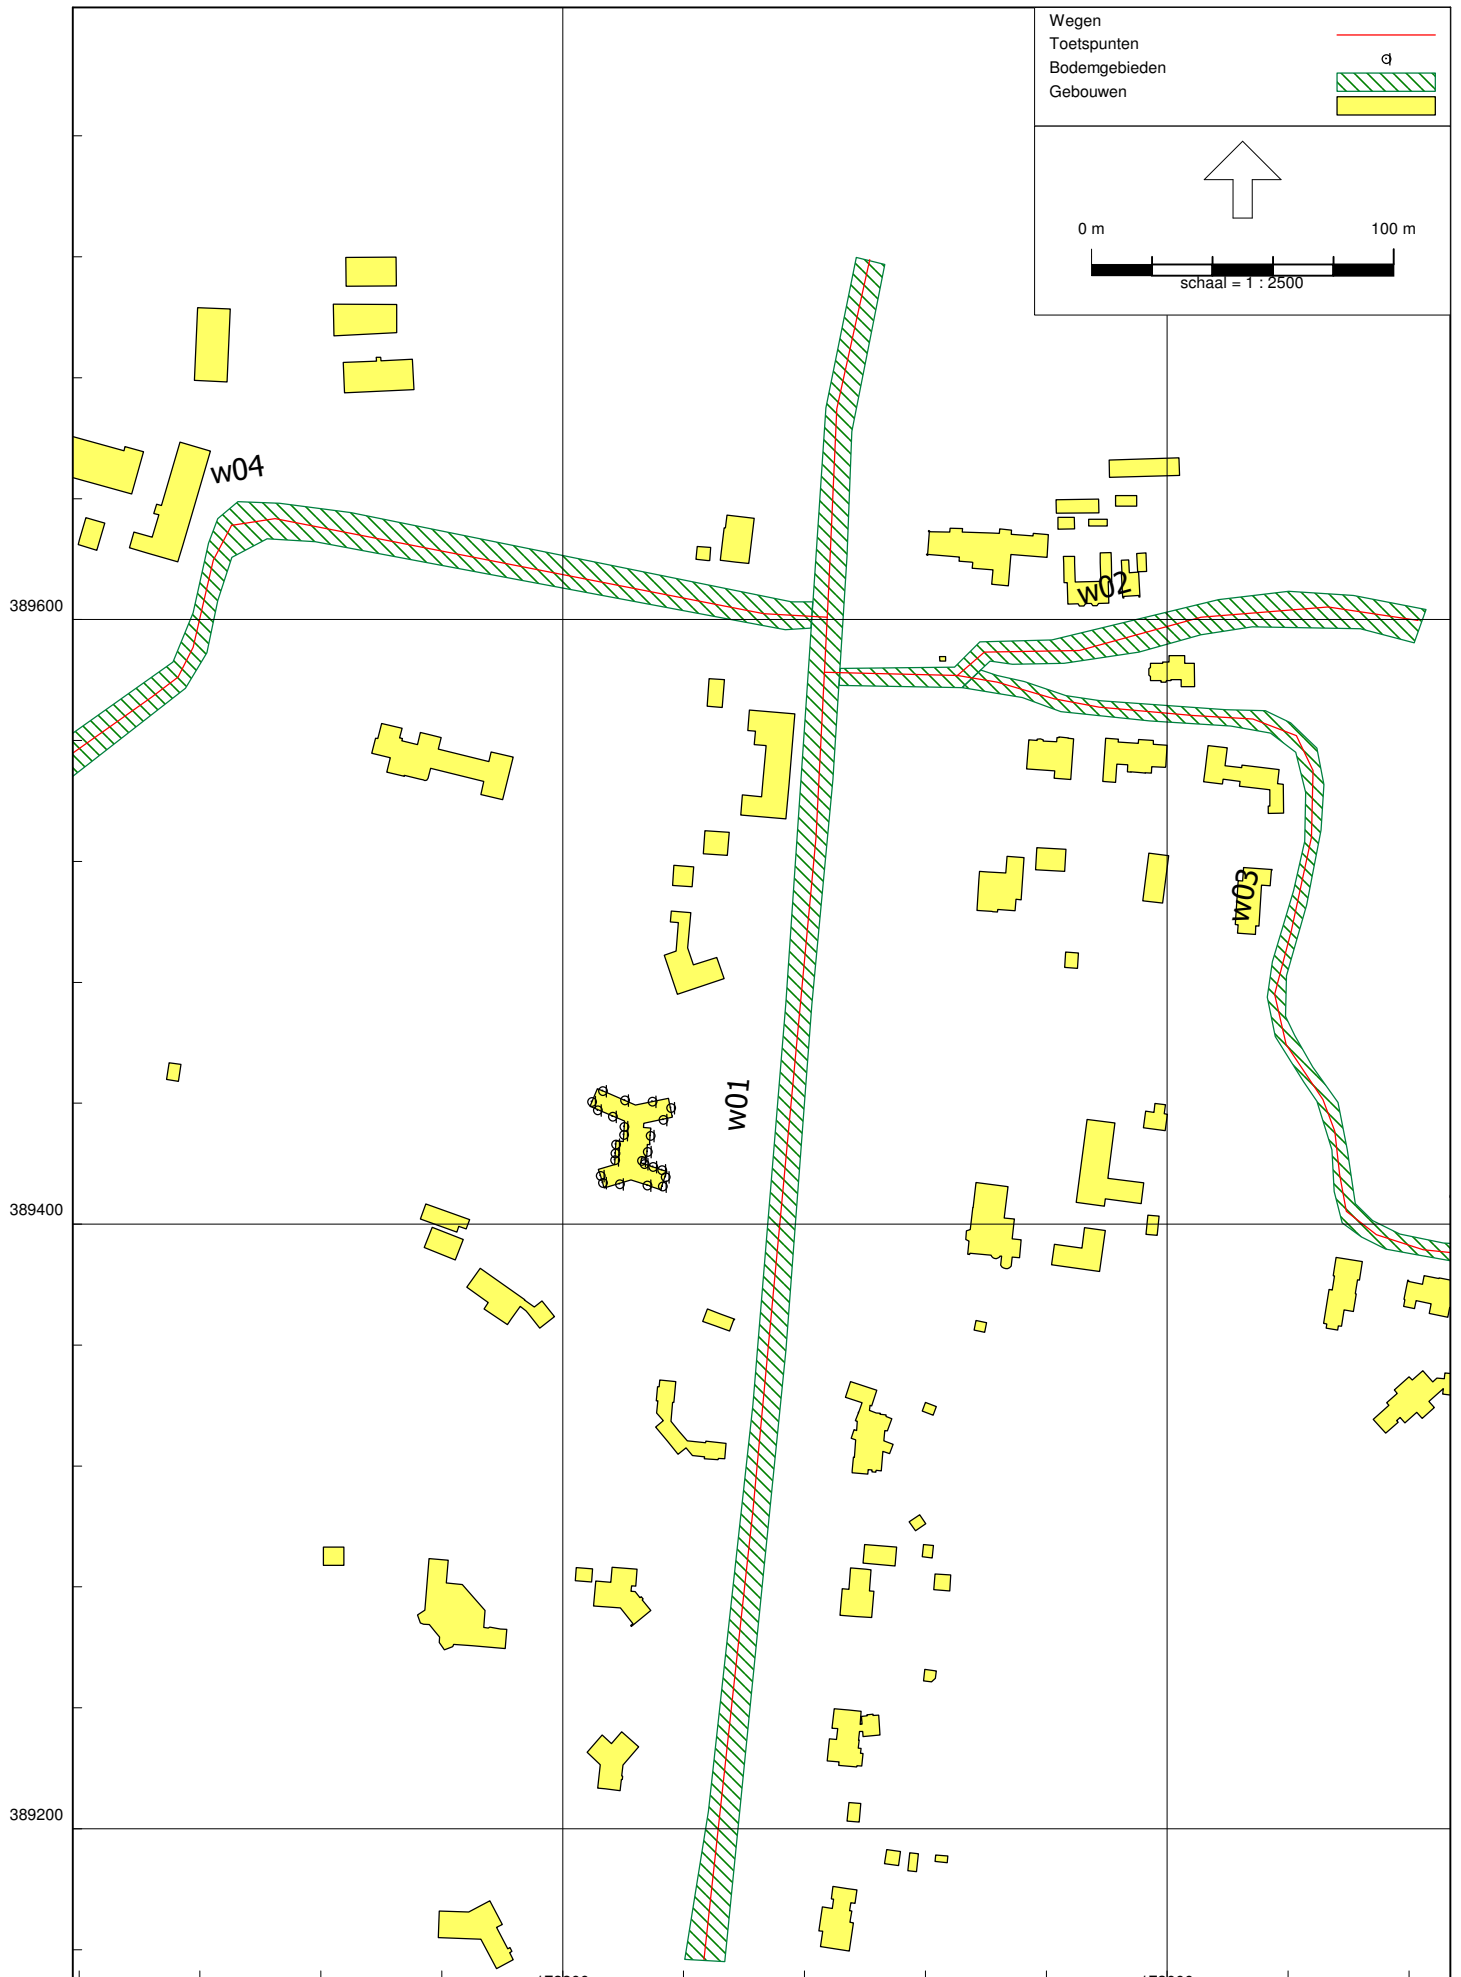 Wegen
Toetspunten
Bodemgebieden
Gebouwen
0 m 100 m
schaal = 1 : 2500
w04
w02
389600
w03
w01
389400
389200